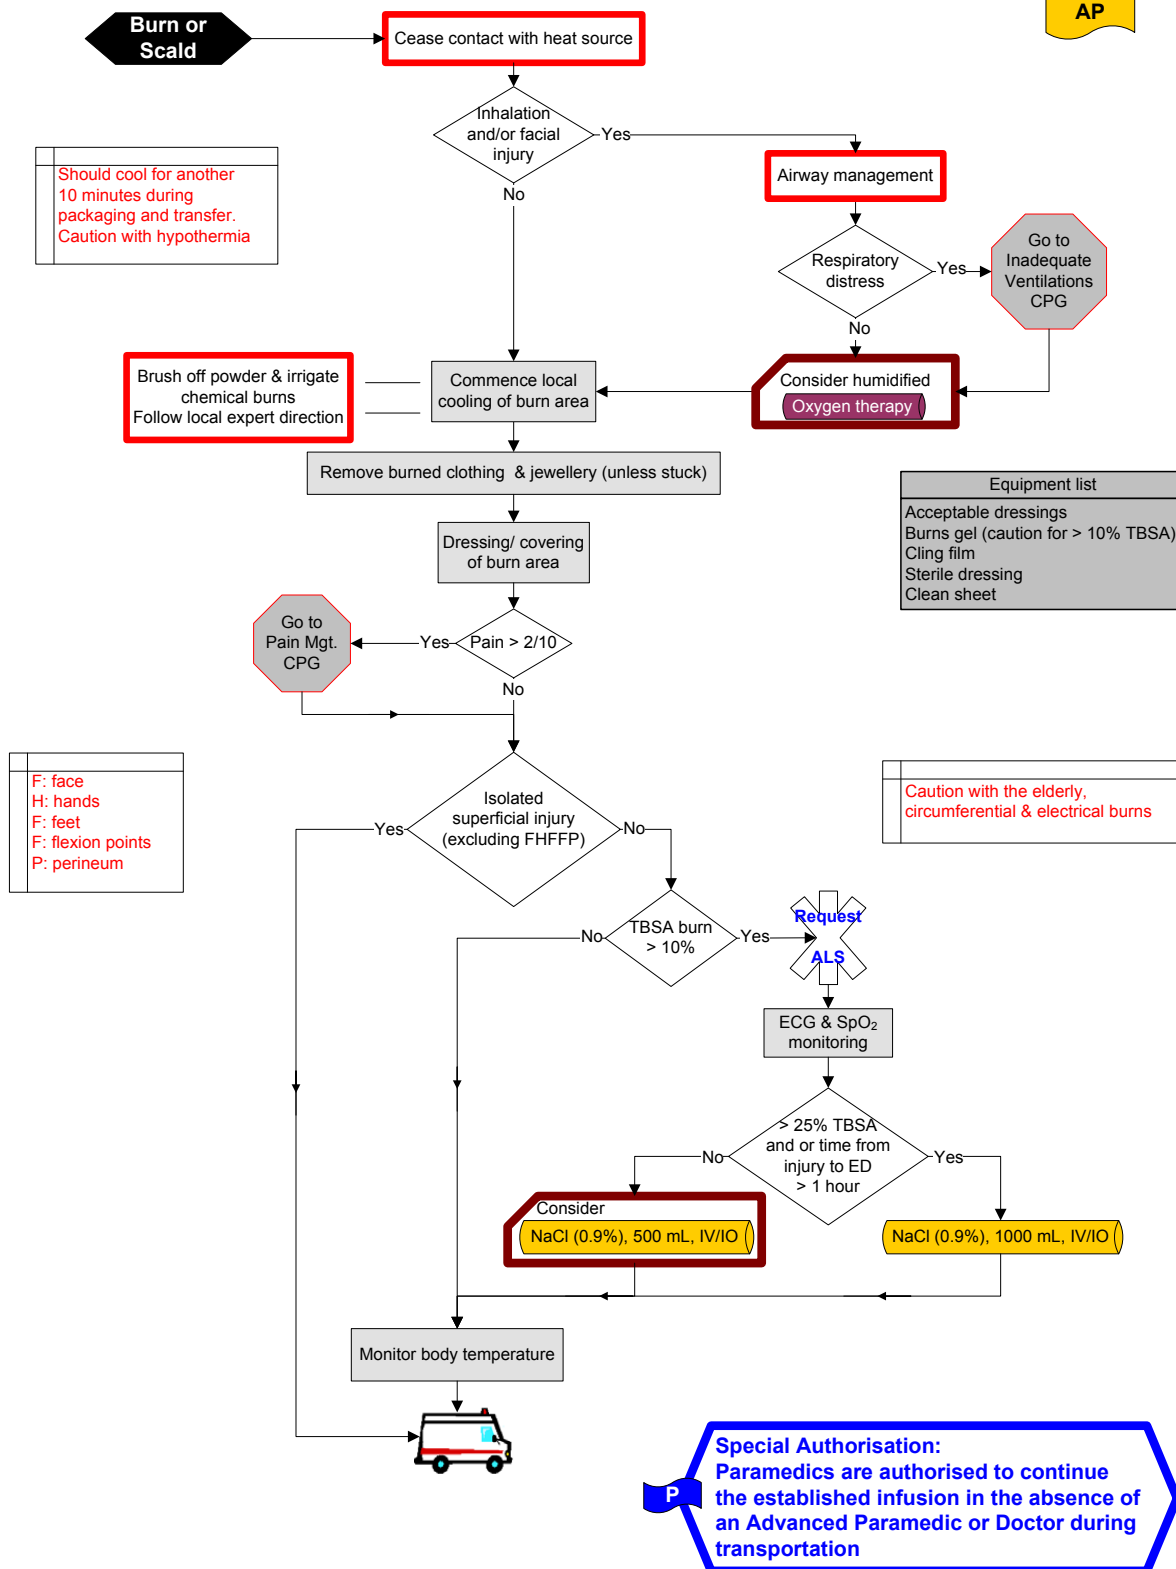 Burn or
Scald
Cease contact with heat source
AP
Inhalation
and/or facial
injury
Yes
No
Should cool for another
10 minutes during
packaging and transfer.
Caution with hypothermia
Airway management
Respiratory
distress
Yes
No
Go to
Inadequate
Ventilations
CPG
Brush off powder & irrigate
chemical burns
Follow local expert direction
Commence local
cooling of burn area
Consider humidified
Oxygen therapy
Remove burned clothing & jewellery (unless stuck)
Equipment list
Acceptable dressings
Burns gel (caution for > 10% TBSA)
Cling film
Sterile dressing
Clean sheet
Dressing/ covering
of burn area
Go to
Pain Mgt.
CPG
Yes
Pain > 2/10
No
F: face
H: hands
F: feet
F: flexion points
P: perineum
Isolated
superficial injury
(excluding FHFFP)
Yes
No
Caution with the elderly,
circumferential & electrical burns
TBSA burn
> 10%
No
Yes
Request
ALS
ECG & SpO₂
monitoring
> 25% TBSA
and or time from
injury to ED
> 1 hour
No
Yes
Consider
NaCl (0.9%), 500 mL, IV/IO
NaCl (0.9%), 1000 mL, IV/IO
Monitor body temperature
P
Special Authorisation:
Paramedics are authorised to continue
the established infusion in the absence of
an Advanced Paramedic or Doctor during
transportation